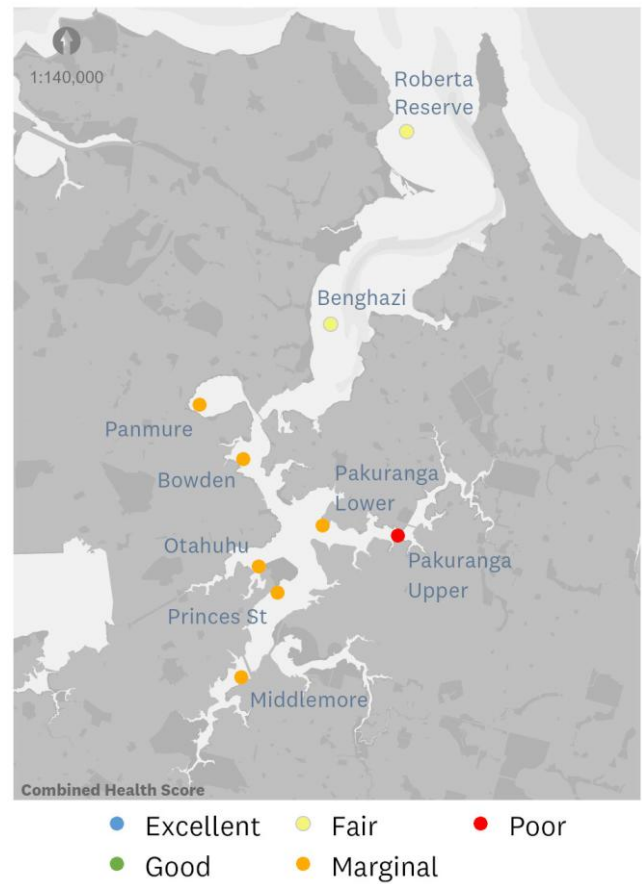 1:140,000
Roberta
Reserve
Benghazi
Panmure
Bowden
Pakuranga
Lower
Otahuhu
Pakuranga
Upper
Princes St
Middlemore
Combined Health Score
Excellent
Fair
Poor
Good
Marginal